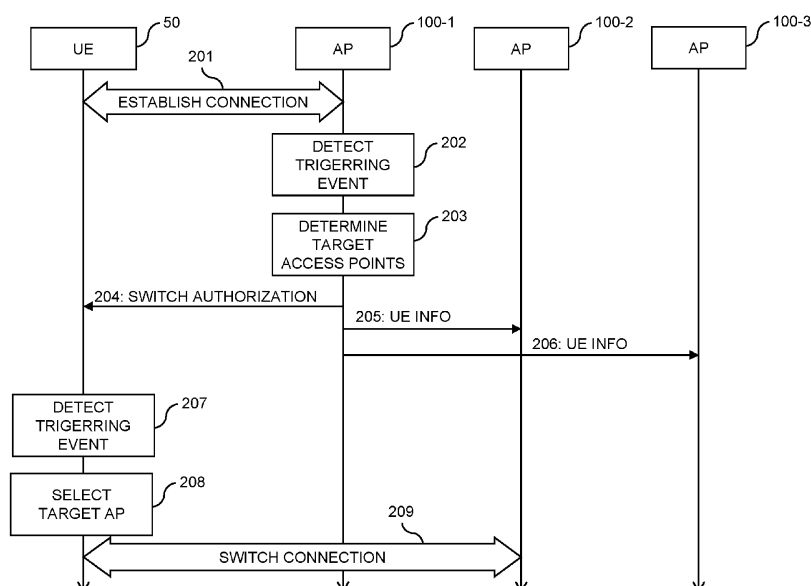 50
100-1
100-2
100-3
UE
AP
AP
AP
201
ESTABLISH CONNECTION
DETECT
TRIGERRING
EVENT
202
DETERMINE
TARGET
ACCESS POINTS
203
204: SWITCH AUTHORIZATION
205: UE INFO
206: UE INFO
DETECT
TRIGERRING
EVENT
207
SELECT
TARGET AP
208
209
SWITCH CONNECTION